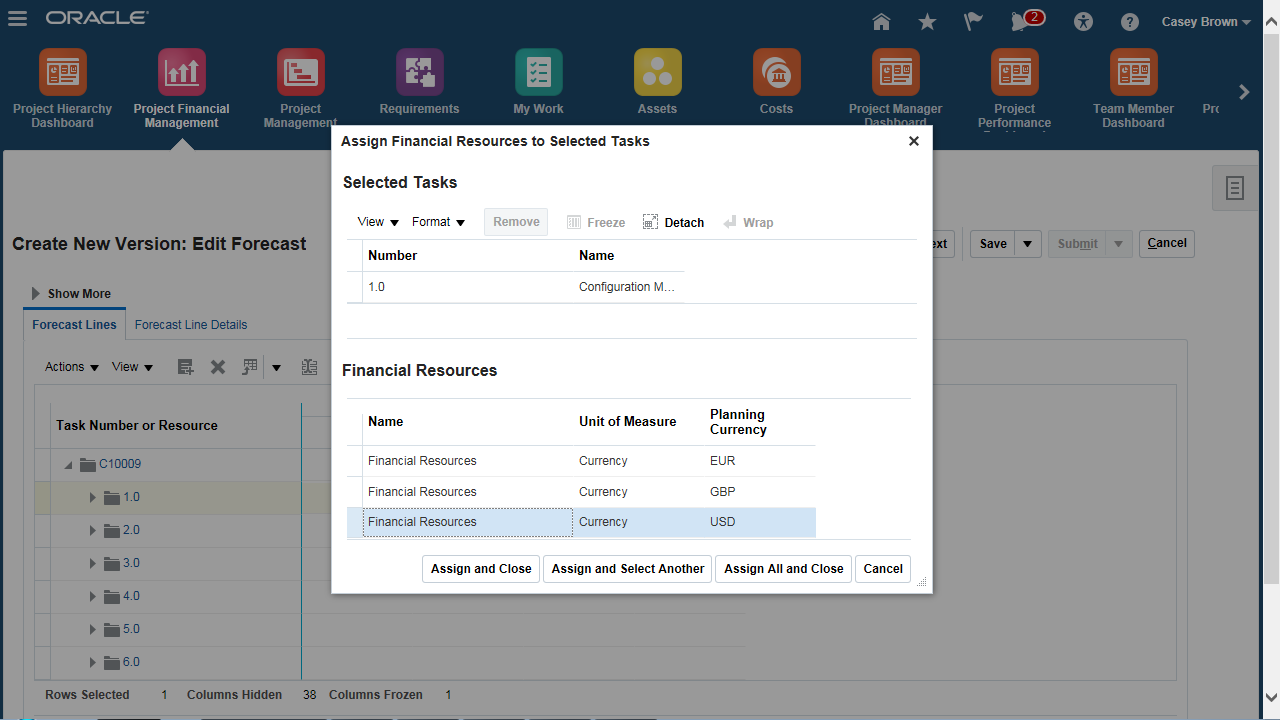 ORACLE
2
Casey Brown
Project Hierarchy Dashboard
Project Financial Management
Project Management
Requirements
My Work
Assets
Costs
Project Manager Dashboard
Project Performance
Team Member Dashboard
Assign Financial Resources to Selected Tasks
Selected Tasks
View Format Remove Freeze Detach Wrap
Number Name
1.0 Configuration M...
Financial Resources
Name Unit of Measure Planning Currency
Financial Resources Currency EUR
Financial Resources Currency GBP
Financial Resources Currency USD
Assign and Close Assign and Select Another Assign All and Close Cancel
Create New Version: Edit Forecast
Save Submit Cancel
Show More
Forecast Lines Forecast Line Details
Actions View
Task Number or Resource
C10009
1.0
2.0
3.0
4.0
5.0
6.0
Rows Selected 1 Columns Hidden 38 Columns Frozen 1